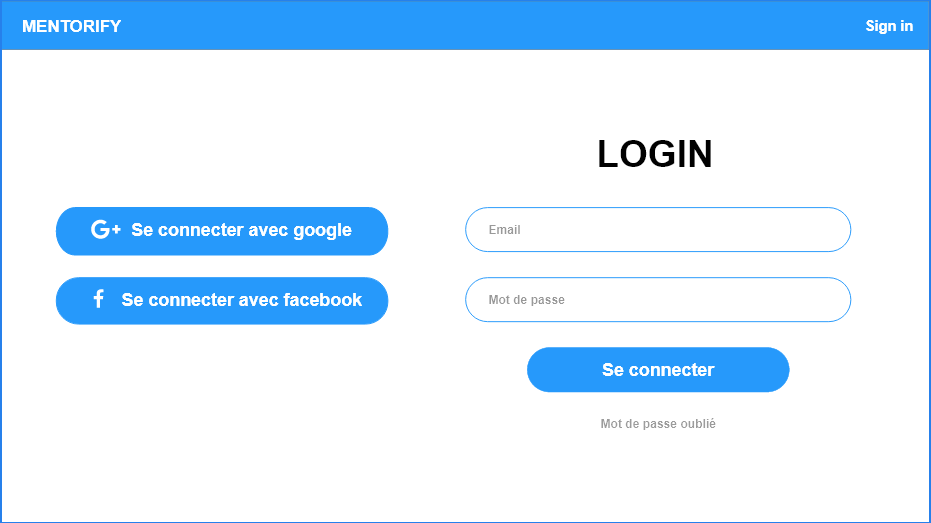 MENTORIFY
Sign in
LOGIN
G+ Se connecter avec google
f Se connecter avec facebook
Email
Mot de passe
Se connecter
Mot de passe oublié